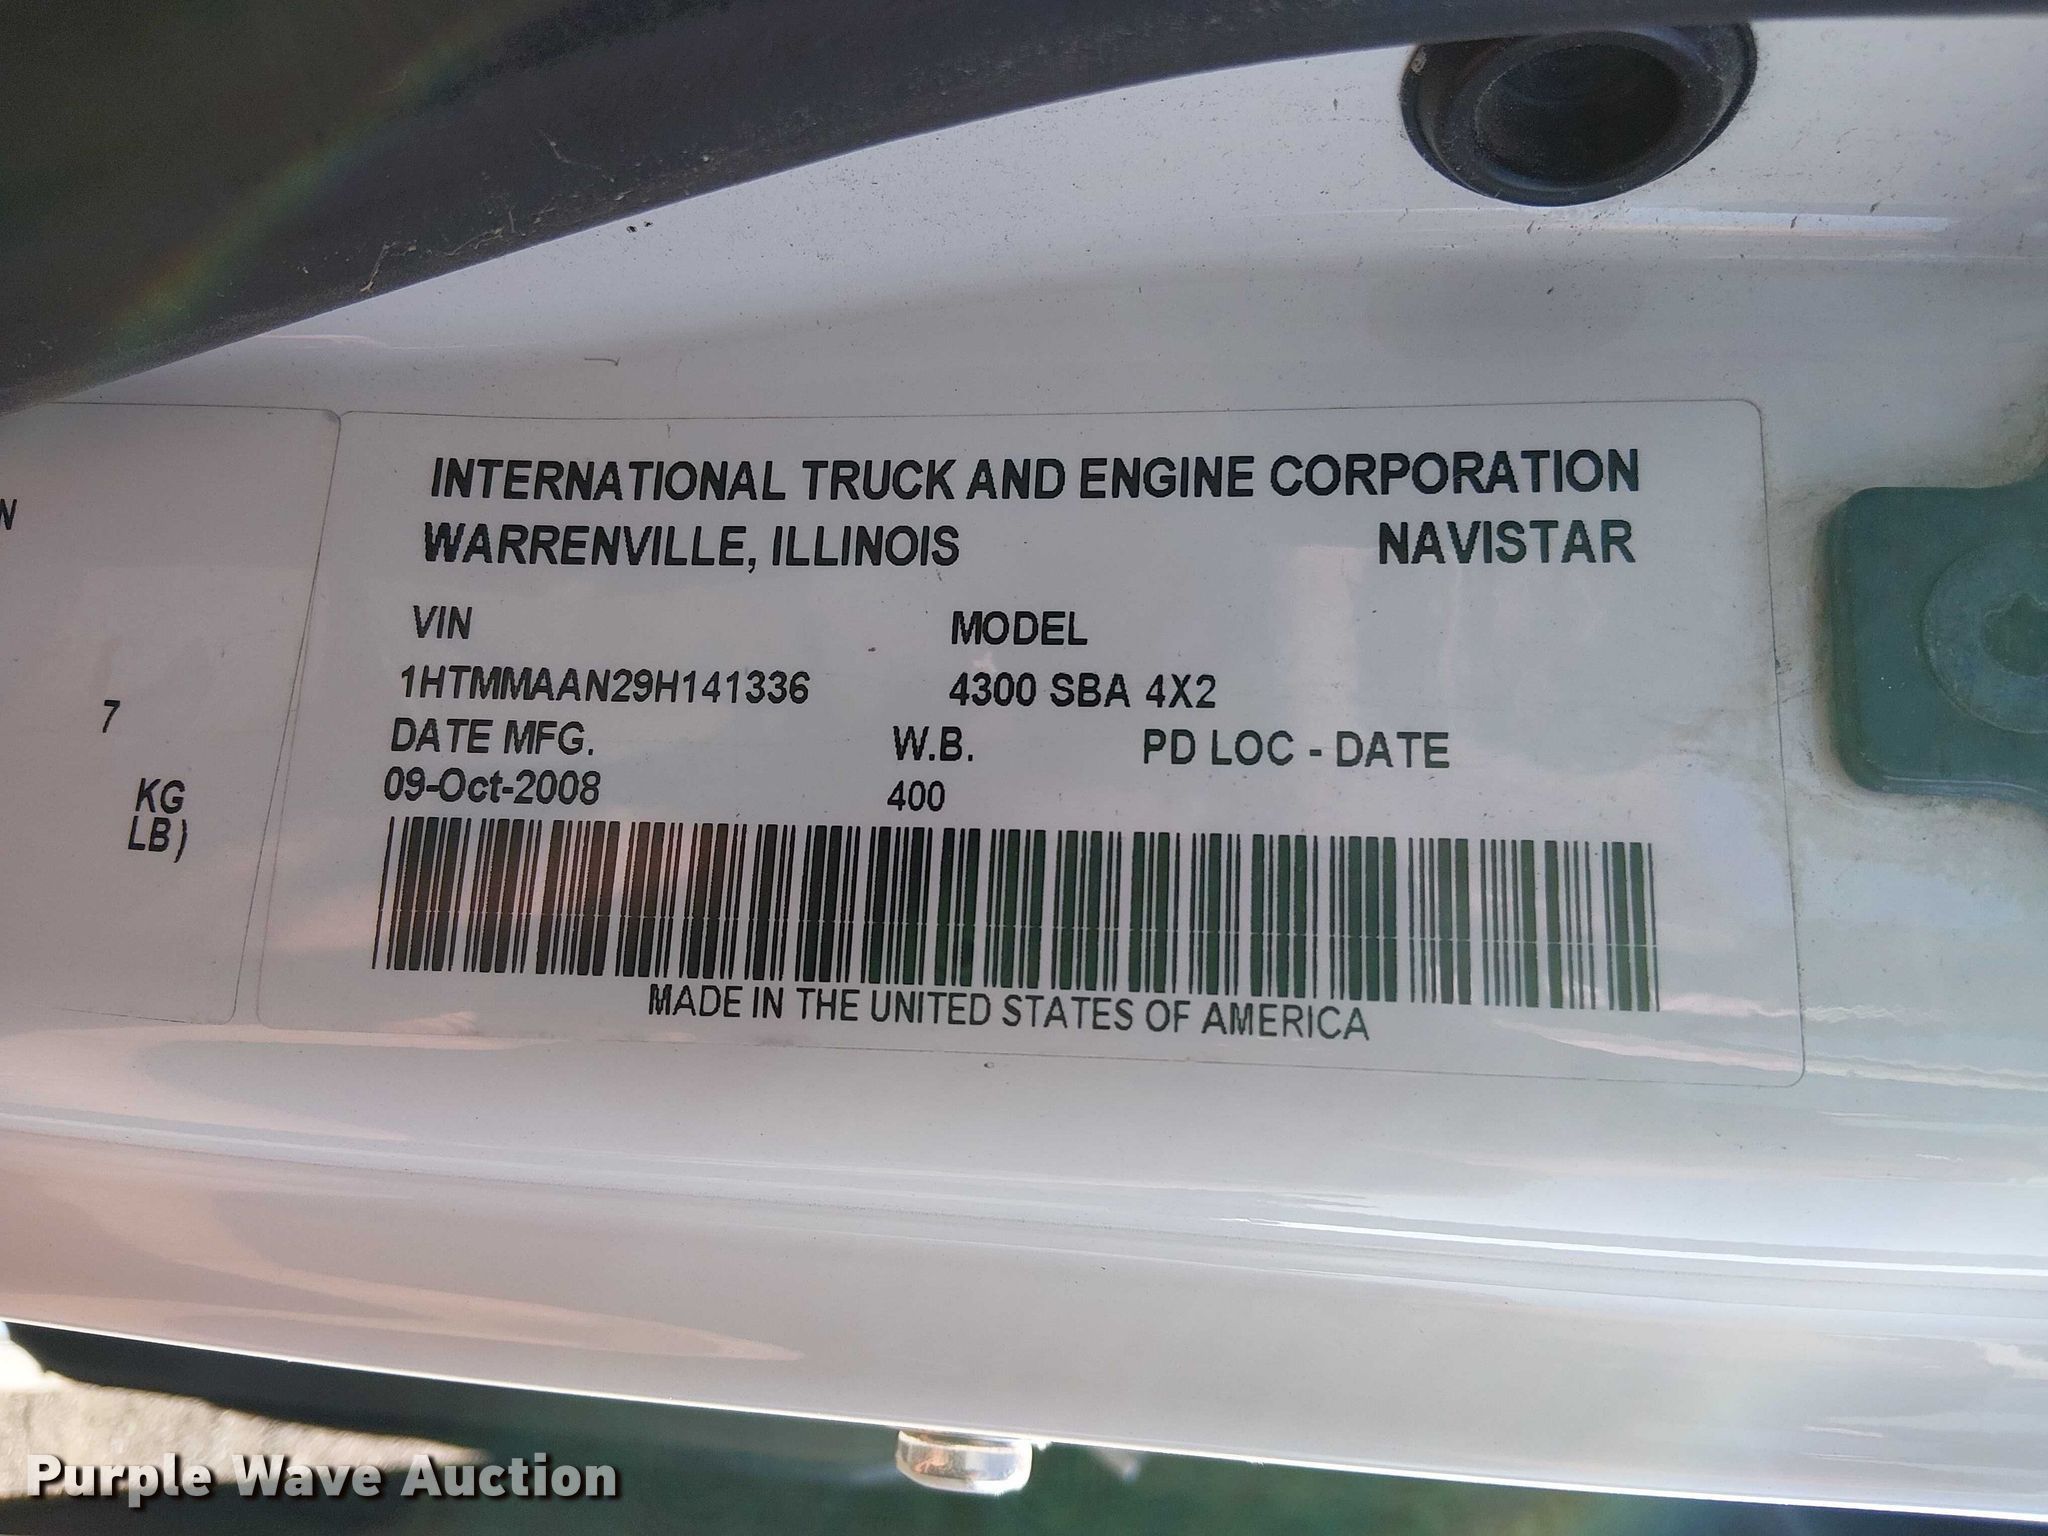 INTERNATIONAL TRUCK AND ENGINE CORPORATION
WARRENVILLE, ILLINOIS NAVISTAR
VIN MODEL
1HTMMAAN29H141336 4300 SBA 4X2
DATE MFG. W.B. PD LOC - DATE
09-Oct-2008 400
MADE IN THE UNITED STATES OF AMERICA
N
7
KG
LB)
Purple Wave Auction